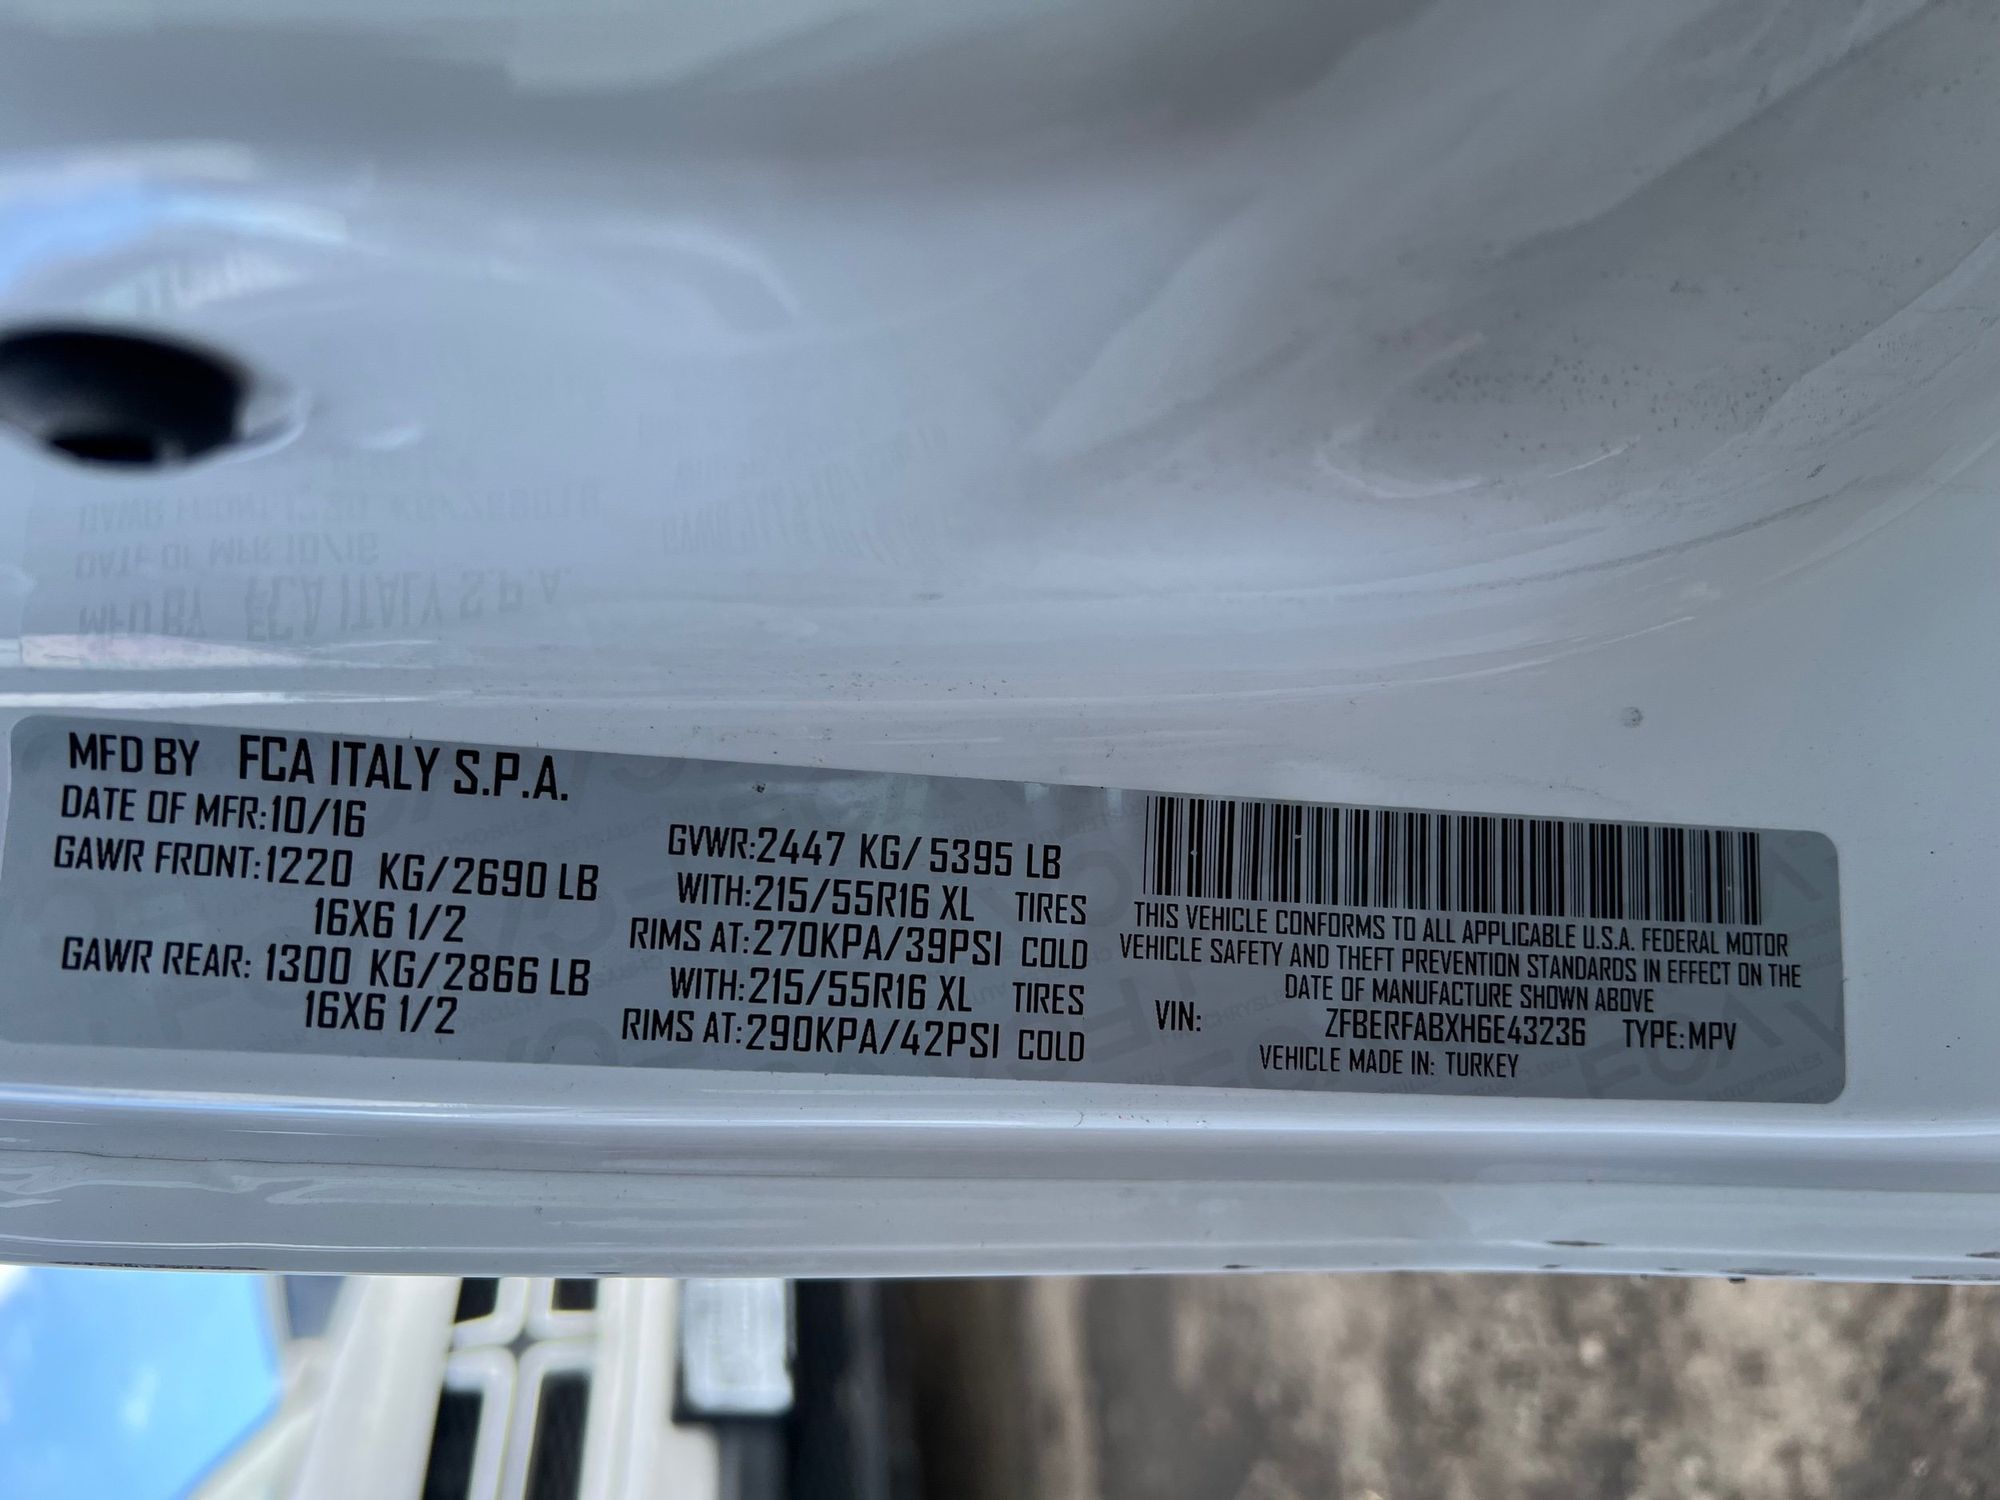 MFD BY FCA ITALY S.P.A.
DATE OF MFR:10/16
GAWR FRONT:1220 KG/2690 LB
16X6 1/2
GAWR REAR: 1300 KG/2866 LB
16X6 1/2
GVWR:2447 KG/ 5395 LB
WITH:215/55R16 XL TIRES
RIMS AT:270KPA/39PSI COLD
WITH:215/55R16 XL TIRES
RIMS AT:290KPA/42PSI COLD
THIS VEHICLE CONFORMS TO ALL APPLICABLE U.S.A. FEDERAL MOTOR
VEHICLE SAFETY AND THEFT PREVENTION STANDARDS IN EFFECT ON THE
DATE OF MANUFACTURE SHOWN ABOVE
VIN: ZFBERFABXH6E43236 TYPE:MPV
VEHICLE MADE IN: TURKEY